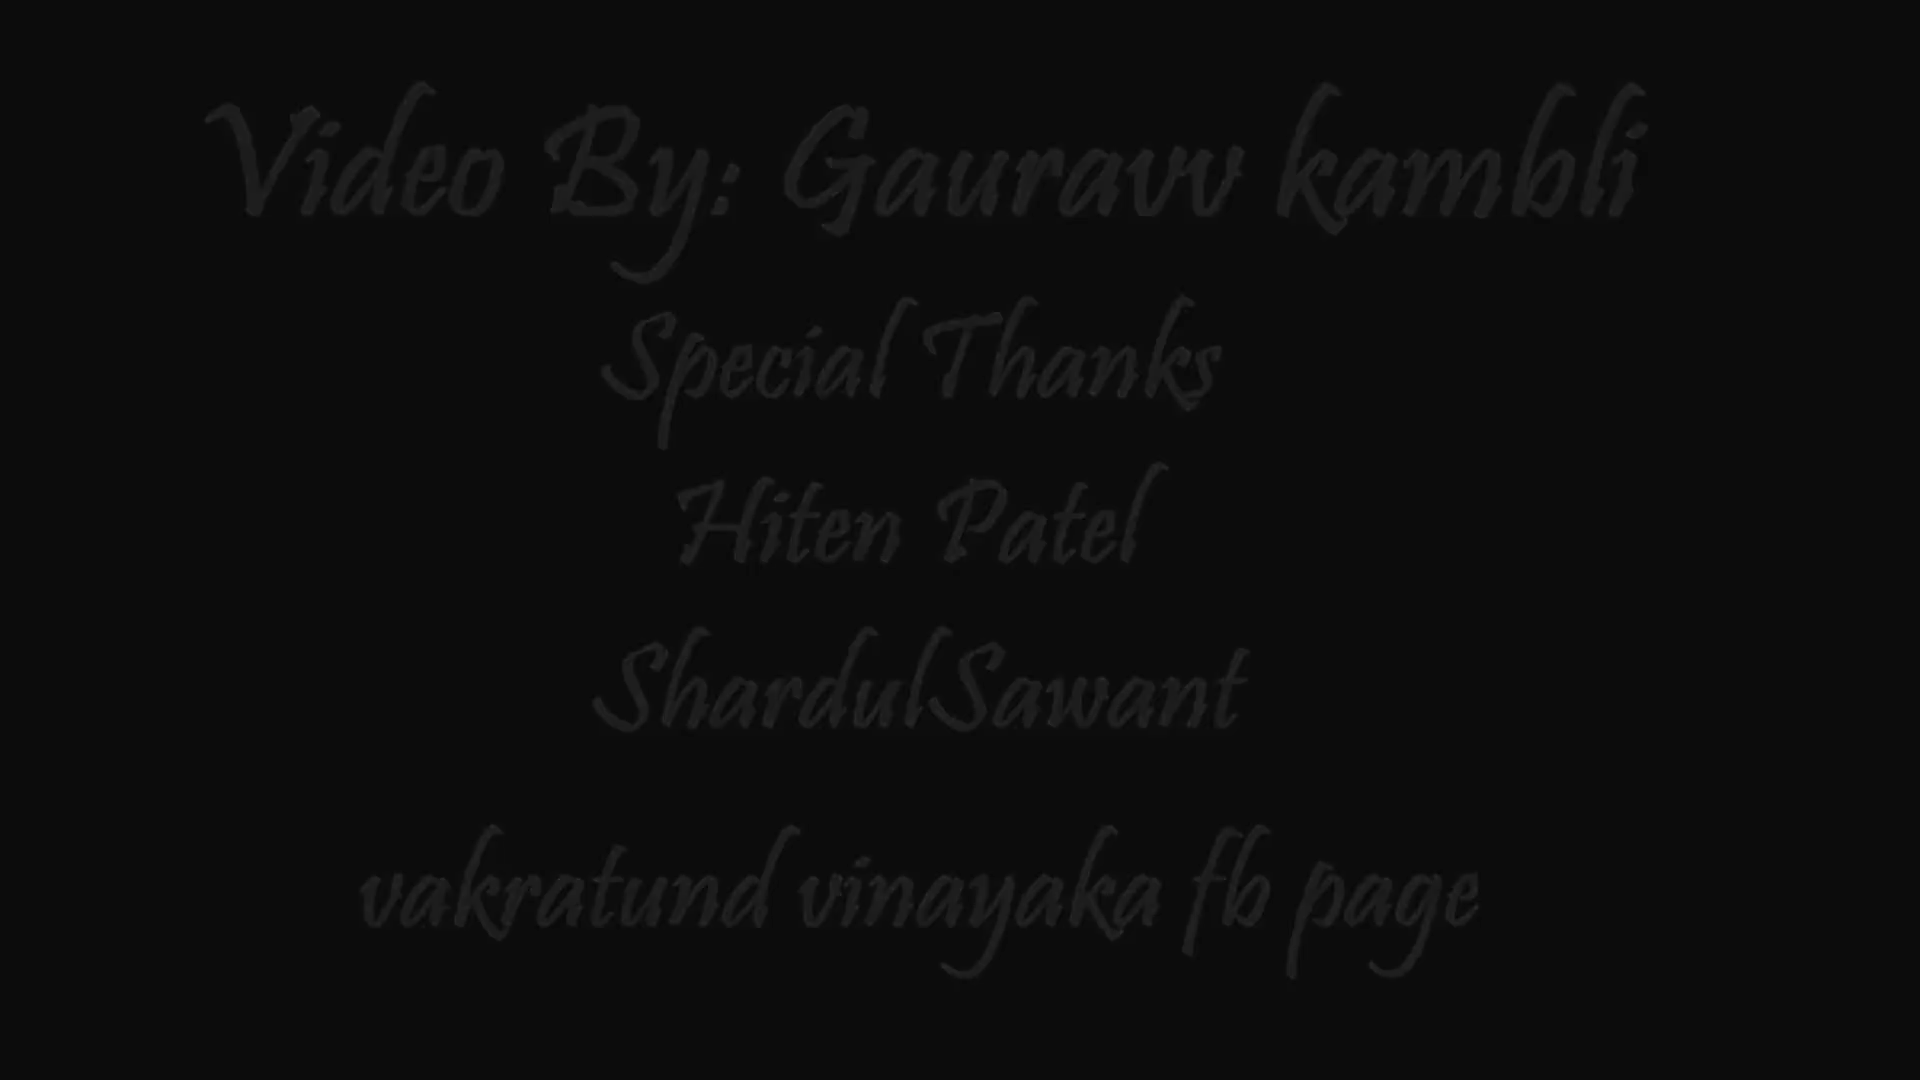 Video By: Gauravv kambli
Special Thanks
Hiten Patel
ShardulSawant
vakratund vinayaka fb page